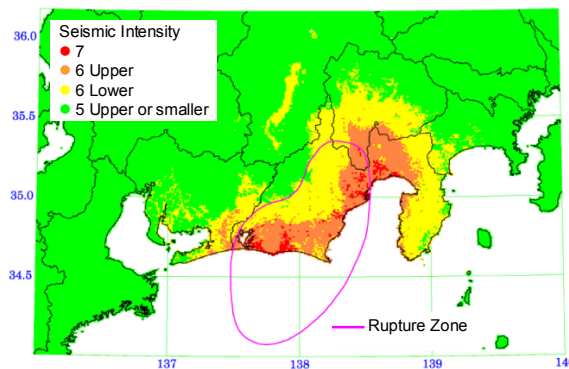 36.0
Seismic Intensity
7
6 Upper
6 Lower
5 Upper or smaller
35.5
35.0
34.5
Rupture Zone
137
138
139
140